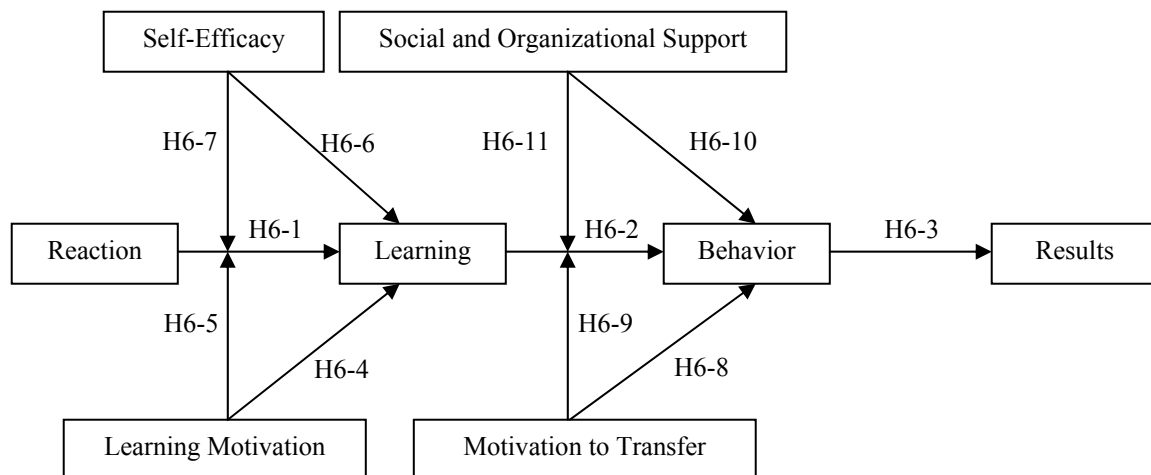 Self-Efficacy
Social and Organizational Support
H6-7
H6-6
H6-11
H6-10
Reaction
H6-1
Learning
H6-2
Behavior
H6-3
Results
H6-5
H6-4
H6-9
H6-8
Learning Motivation
Motivation to Transfer